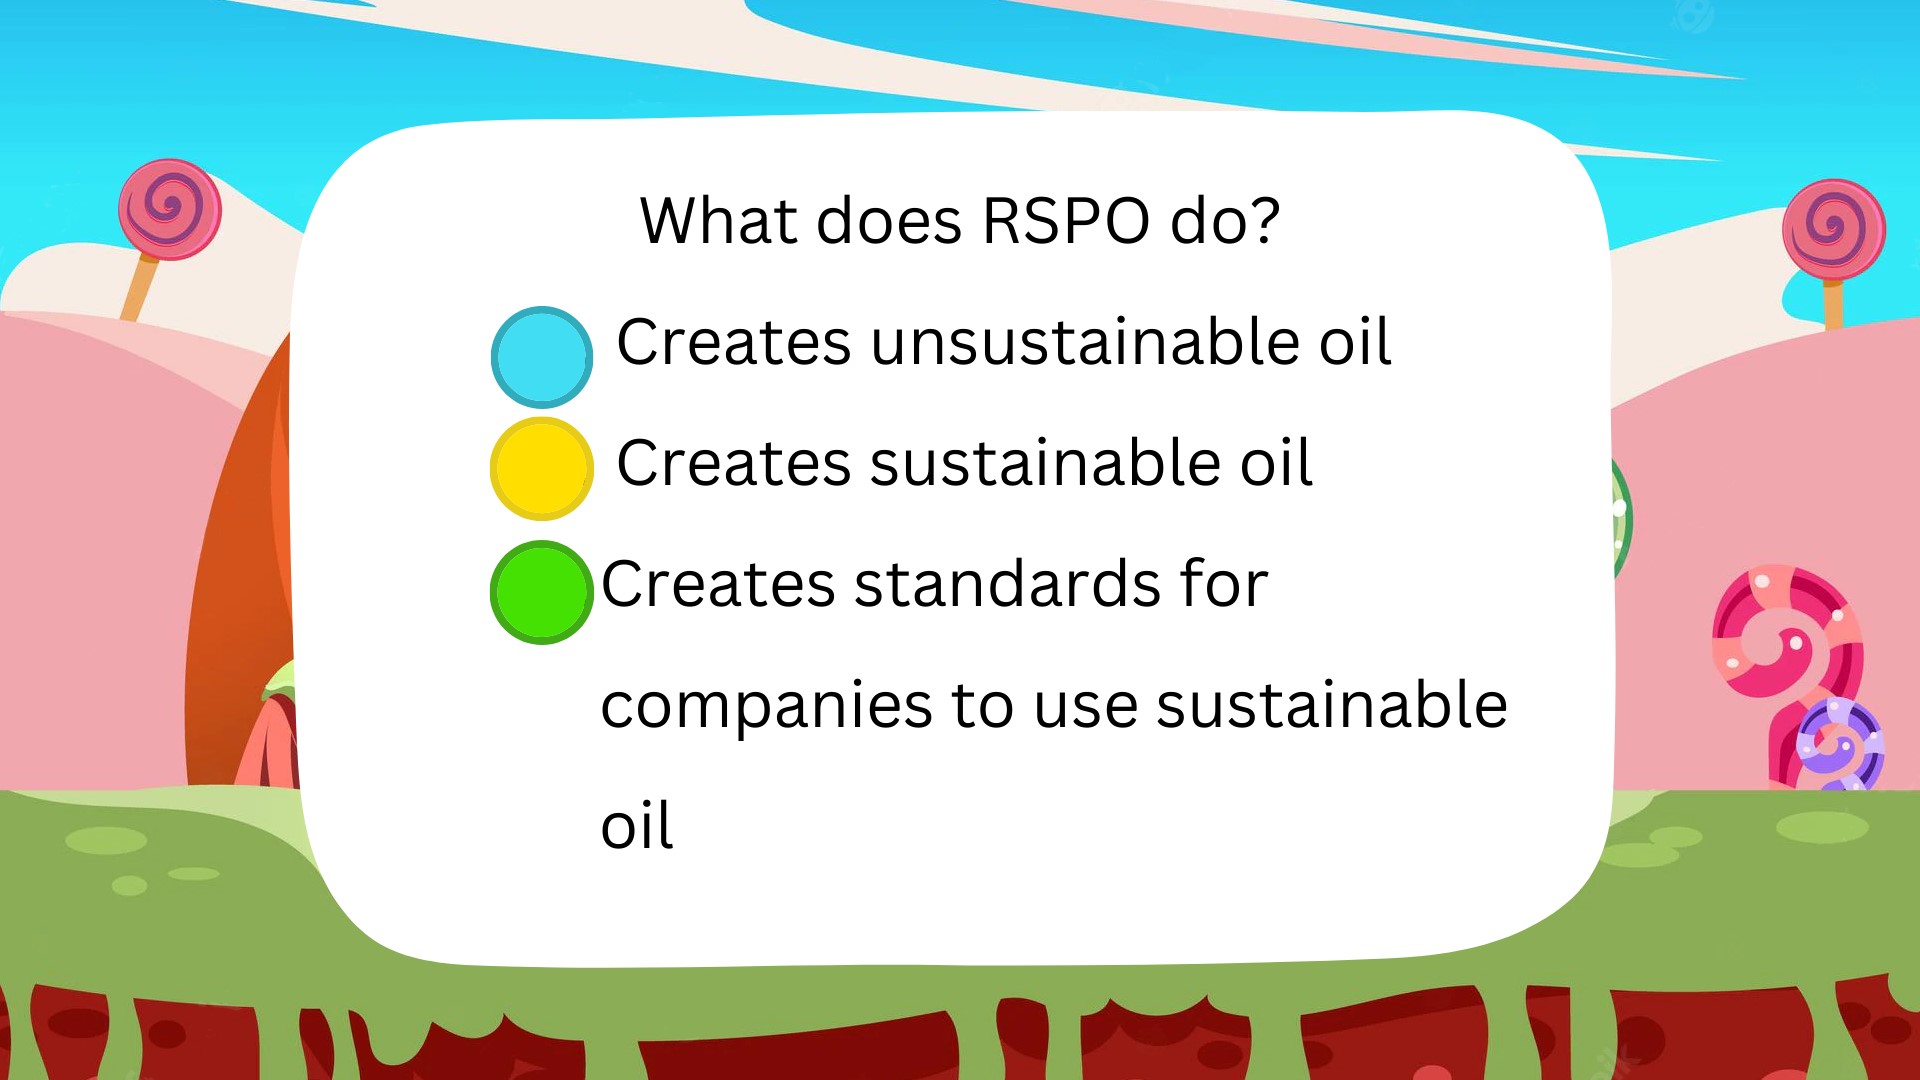 What does RSPO do?
Creates unsustainable oil
Creates sustainable oil
Creates standards for
companies to use sustainable
oil